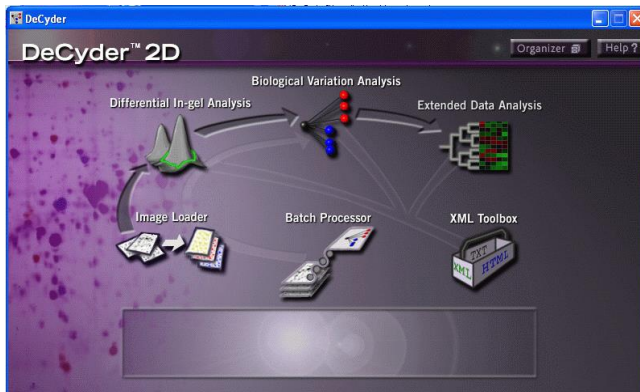 DeCyder
DeCyder™ 2D
Organizer
Help ?
Biological Variation Analysis
Differential In-gel Analysis
Extended Data Analysis
Image Loader
Batch Processor
XML Toolbox
TXT
XML HTML